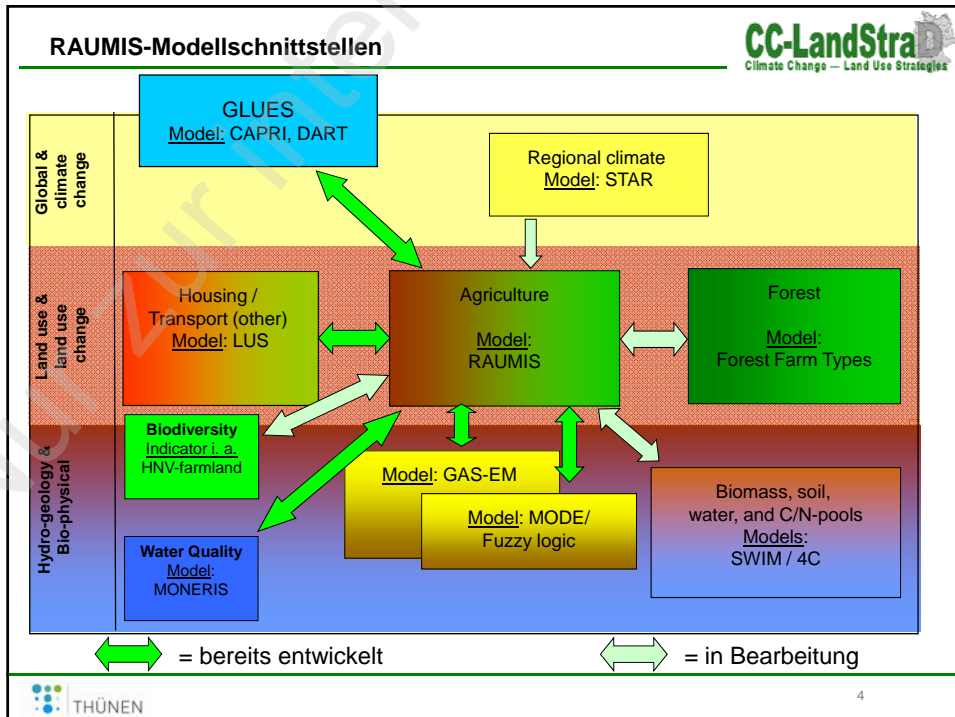 RAUMIS-Modellschnittstellen
CC-LandStraD
Climate Change — Land Use Strategies
nur zur inter
Global &
climate
change
GLUES
Model: CAPRI, DART
Regional climate
Model: STAR
Land use &
land use
change
Housing /
Transport (other)
Model: LUS
Agriculture
Model:
RAUMIS
Forest
Model:
Forest Farm Types
Hydro-geology &
Bio-physical
Biodiversity
Indicator i. a.
HNV-farmland
Model: GAS-EM
Model: MODE/
Fuzzy logic
Biomass, soil,
water, and C/N-pools
Models:
SWIM / 4C
Water Quality
Model:
MONERIS
= bereits entwickelt
= in Bearbeitung
THÜNEN
4